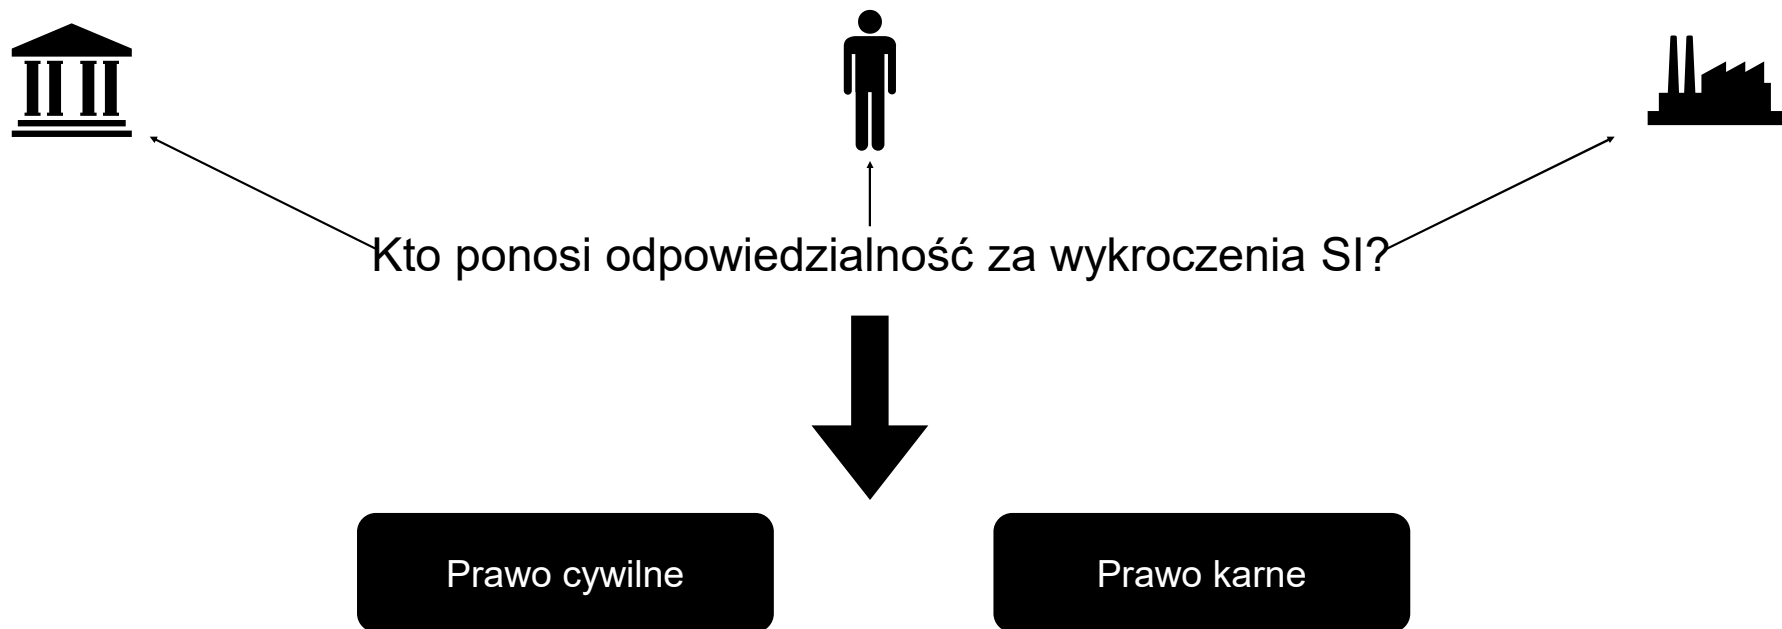 Kto ponosi odpowiedzialność za wykroczenia SI?
Prawo cywilne
Prawo karne